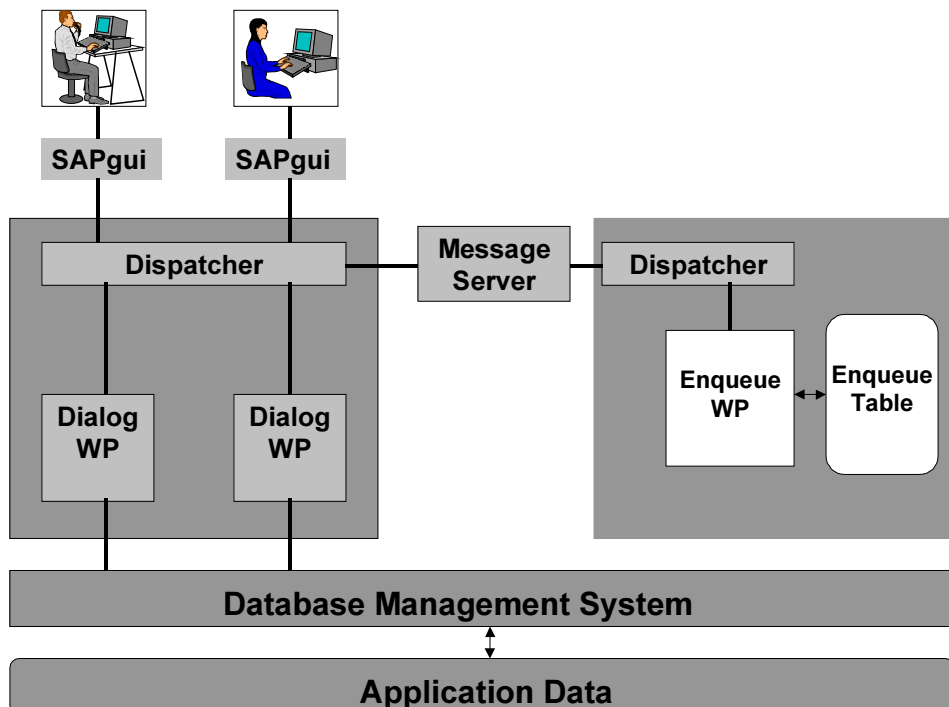 SAPgui
SAPgui
Dispatcher
Message
Server
Dispatcher
Enqueue
WP
Enqueue
Table
Dialog
WP
Dialog
WP
Database Management System
Application Data